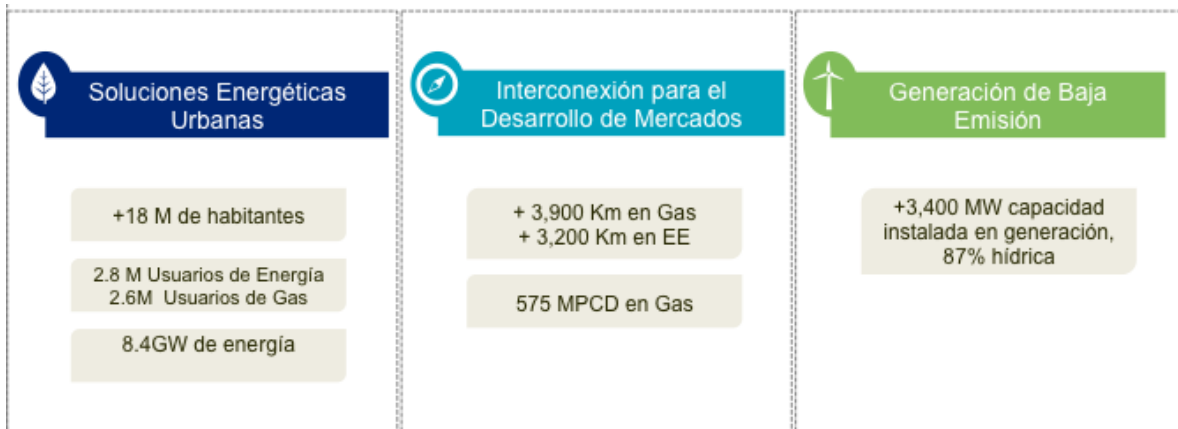 Soluciones Energéticas
Urbanas
+18 M de habitantes
2.8 M Usuarios de Energía
2.6M Usuarios de Gas
8.4GW de energía
Interconexión para el
Desarrollo de Mercados
+ 3,900 Km en Gas
+ 3,200 Km en EE
575 MPCD en Gas
Generación de Baja
Emisión
+3,400 MW capacidad
instalada en generación,
87% hídrica